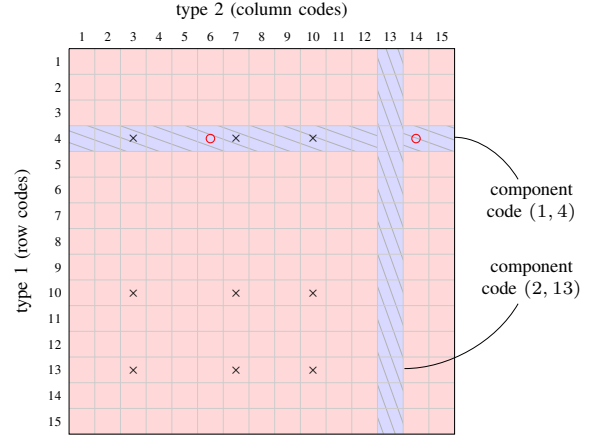 type 2 (column codes)
1 2 3 4 5 6 7 8 9 10 11 12 13 14 15
type 1 (row codes)
1
2
3
4
5
6
7
8
9
10
11
12
13
14
15
component
code (1, 4)
component
code (2, 13)